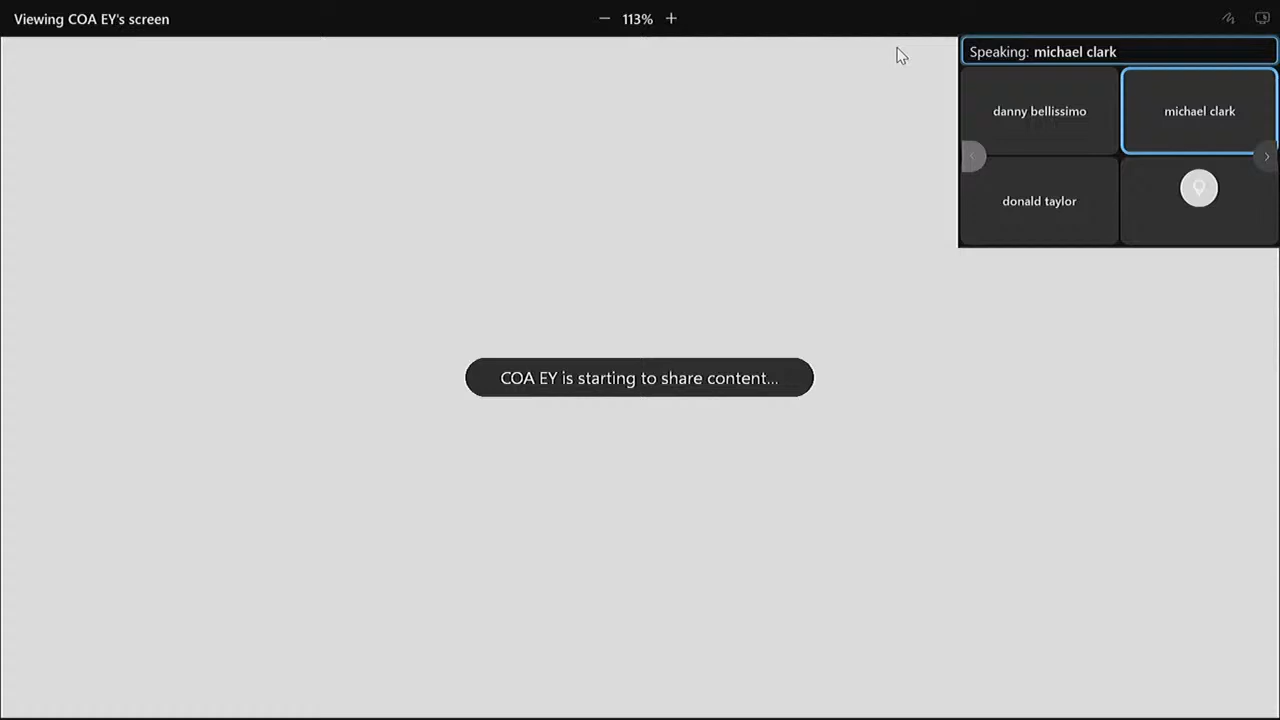 Viewing COA EY's screen
113%
Speaking: michael clark
danny bellissimo
michael clark
donald taylor
COA EY is starting to share content...